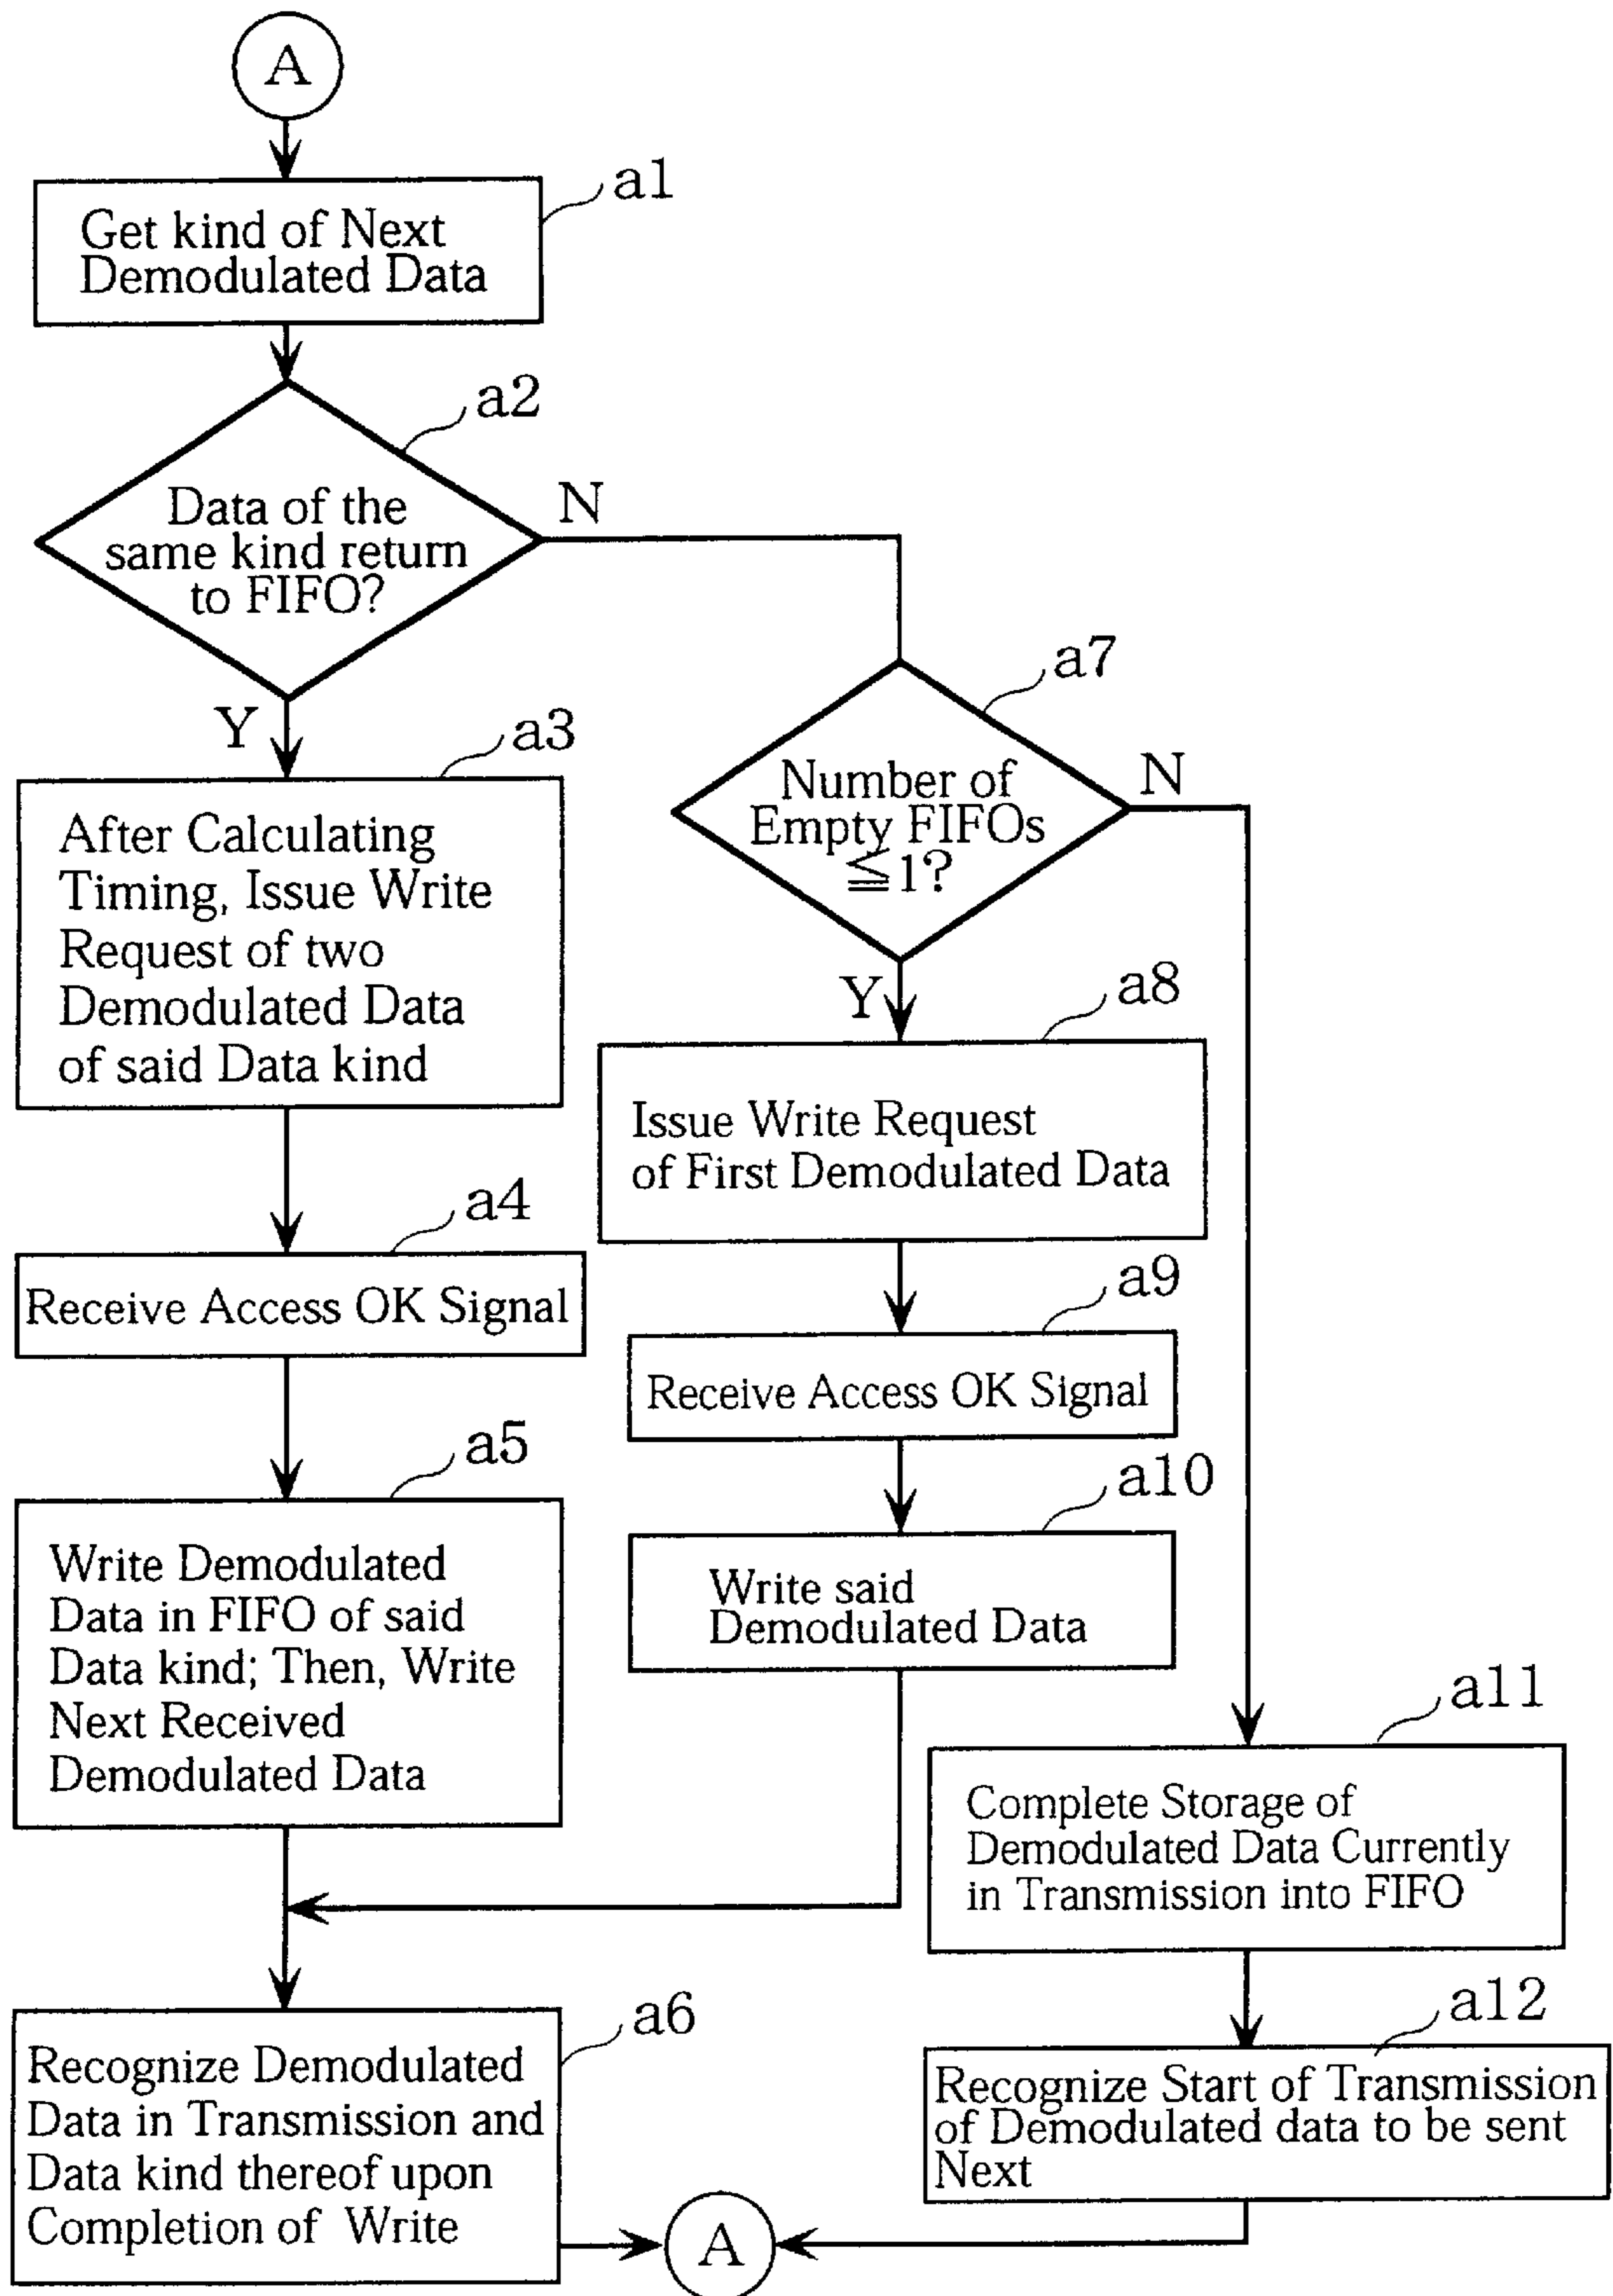 A
a1
Get kind of Next
Demodulated Data
a2
Data of the
same kind return
to FIFO?
N
Y
a3
After Calculating
Timing, Issue Write
Request of two
Demodulated Data
of said Data kind
a4
Receive Access OK Signal
a5
Write Demodulated
Data in FIFO of said
Data kind; Then, Write
Next Received
Demodulated Data
a6
Recognize Demodulated
Data in Transmission and
Data kind thereof upon
Completion of Write
a7
Number of
Empty FIFOs
≦1?
N
Y
a8
Issue Write Request
of First Demodulated Data
a9
Receive Access OK Signal
a10
Write said
Demodulated Data
a11
Complete Storage of
Demodulated Data Currently
in Transmission into FIFO
a12
Recognize Start of Transmission
of Demodulated data to be sent
Next
A